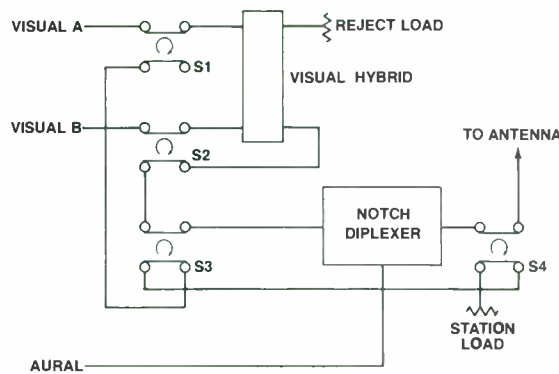 VISUAL A
REJECT LOAD
S1
VISUAL HYBRID
VISUAL B
S2
TO ANTENNA
NOTCH
DIPLEXER
S3
S4
STATION
LOAD
AURAL